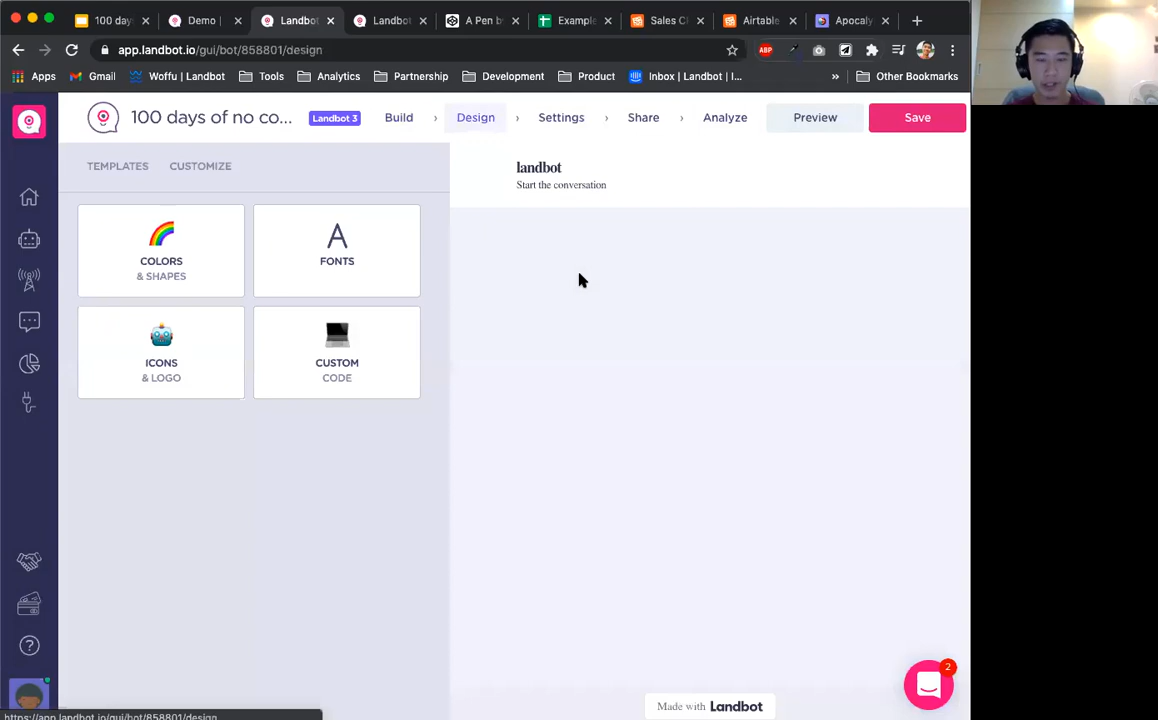 100 days
Demo |
Landbot
Landbot
A Pen by
Example
Sales C
Airtable
Apocaly
app.landbot.io/gui/bot/858801/design
ABP
Apps
Gmail
Woffu | Landbot
Tools
Analytics
Partnership
Development
Product
Inbox | Landbot | I...
»
Other Bookmarks
100 days of no co...
Landbot 3
Build
Design
Settings
Share
Analyze
Preview
Save
TEMPLATES
CUSTOMIZE
landbot
Start the conversation
COLORS
& SHAPES
A
FONTS
ICONS
& LOGO
CUSTOM
CODE
2
Made with Landbot
https://app.landbot.io/gui/bot/858801/design